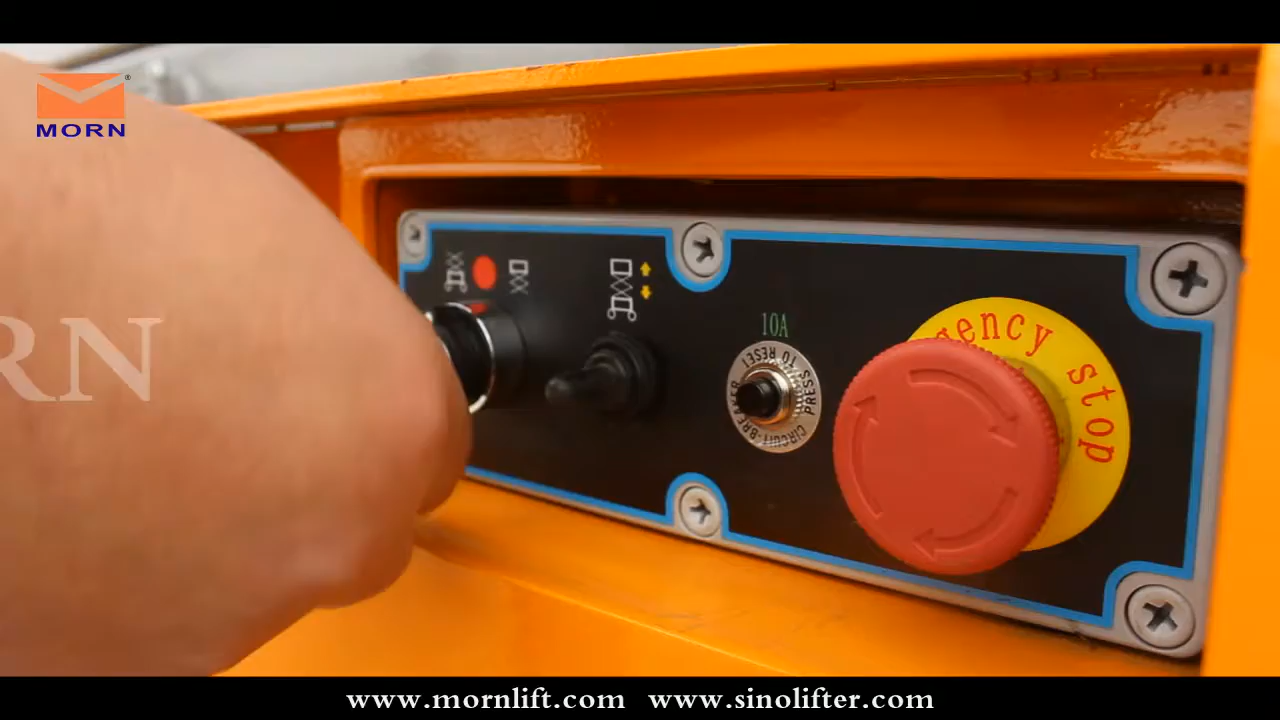 MORN
RN
10A
PRESS TO RESET
CIRCUIT-BREAKER
gency stop
www.mornlift.com www.sinolifter.com